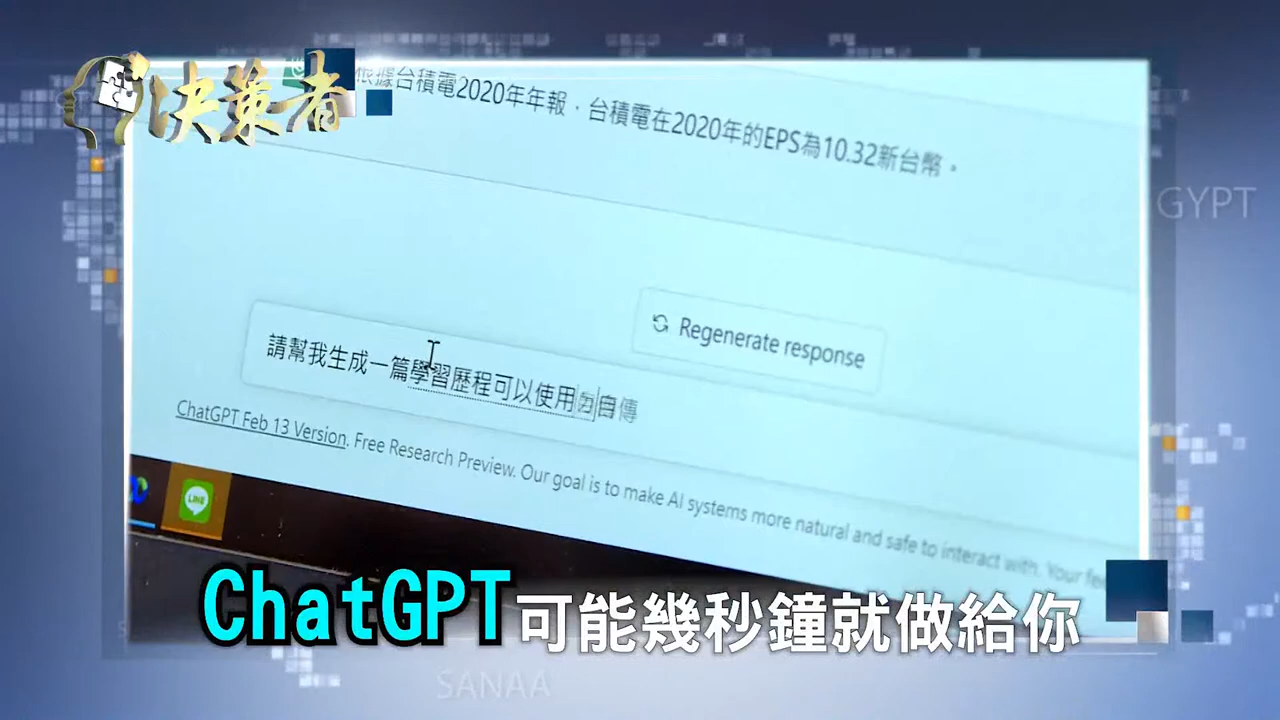 決策者
根據台積電2020年年報，台積電在2020年的EPS為10.32新台幣。
GYPT
Regenerate response
請幫我生成一篇學習歷程可以使用ㄉ自傳
ChatGPT Feb 13 Version. Free Research Preview. Our goal is to make AI systems more natural and safe to interact with. Your
LINE
ChatGPT可能幾秒鐘就做給你
SANAA